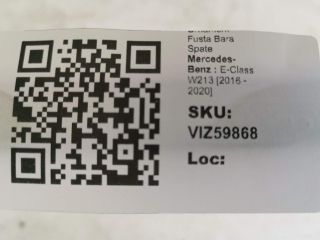 Fusta Bara
Spate
Mercedes-
Benz : E-Class
W213 [2016 -
2020]
SKU:
VIZ59868
Loc: